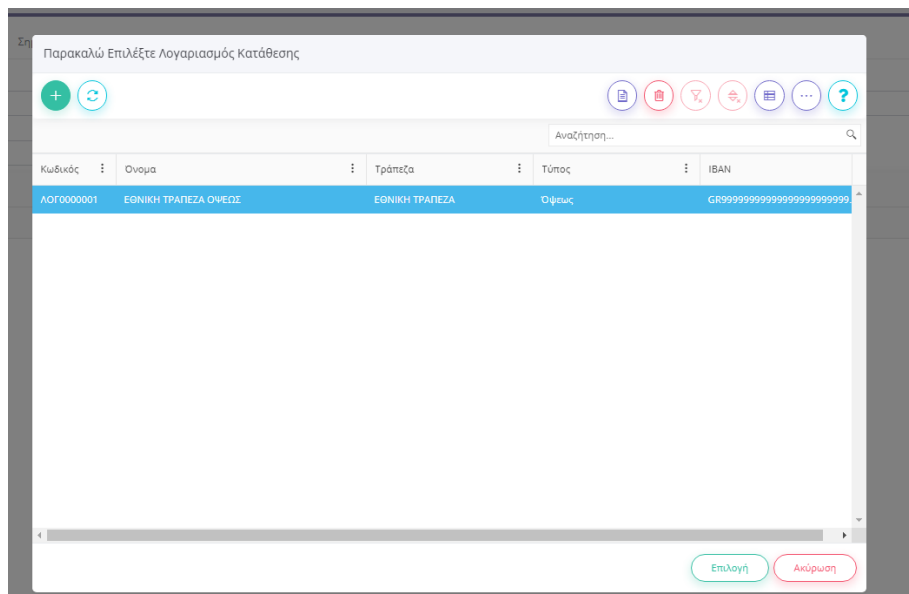 Ση
Παρακαλώ Επιλέξτε Λογαριασμός Κατάθεσης
+ ?
Αναζήτηση...
Κωδικός Όνομα Τράπεζα Τύπος IBAN
ΛΟΓ0000001 ΕΘΝΙΚΗ ΤΡΑΠΕΖΑ ΟΨΕΩΣ ΕΘΝΙΚΗ ΤΡΑΠΕΖΑ Όψεως
Επιλογή Ακύρωση